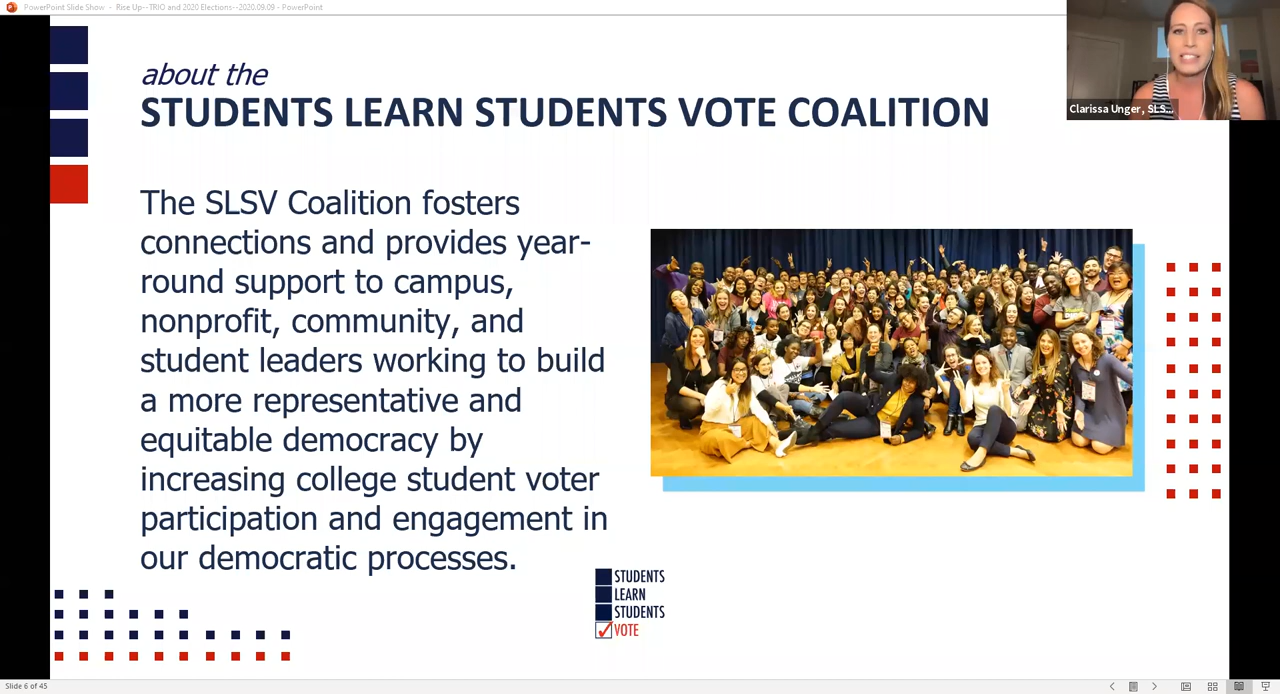 PowerPoint Slide Show - Rise Up--TRIO and 2020 Elections--2020.09.09 - PowerPoint
Clarissa Unger, SLS...
about the
STUDENTS LEARN STUDENTS VOTE COALITION
The SLSV Coalition fosters
connections and provides year-
round support to campus,
nonprofit, community, and
student leaders working to build
a more representative and
equitable democracy by
increasing college student voter
participation and engagement in
our democratic processes.
STUDENTS
LEARN
STUDENTS
VOTE
Slide 6 of 45